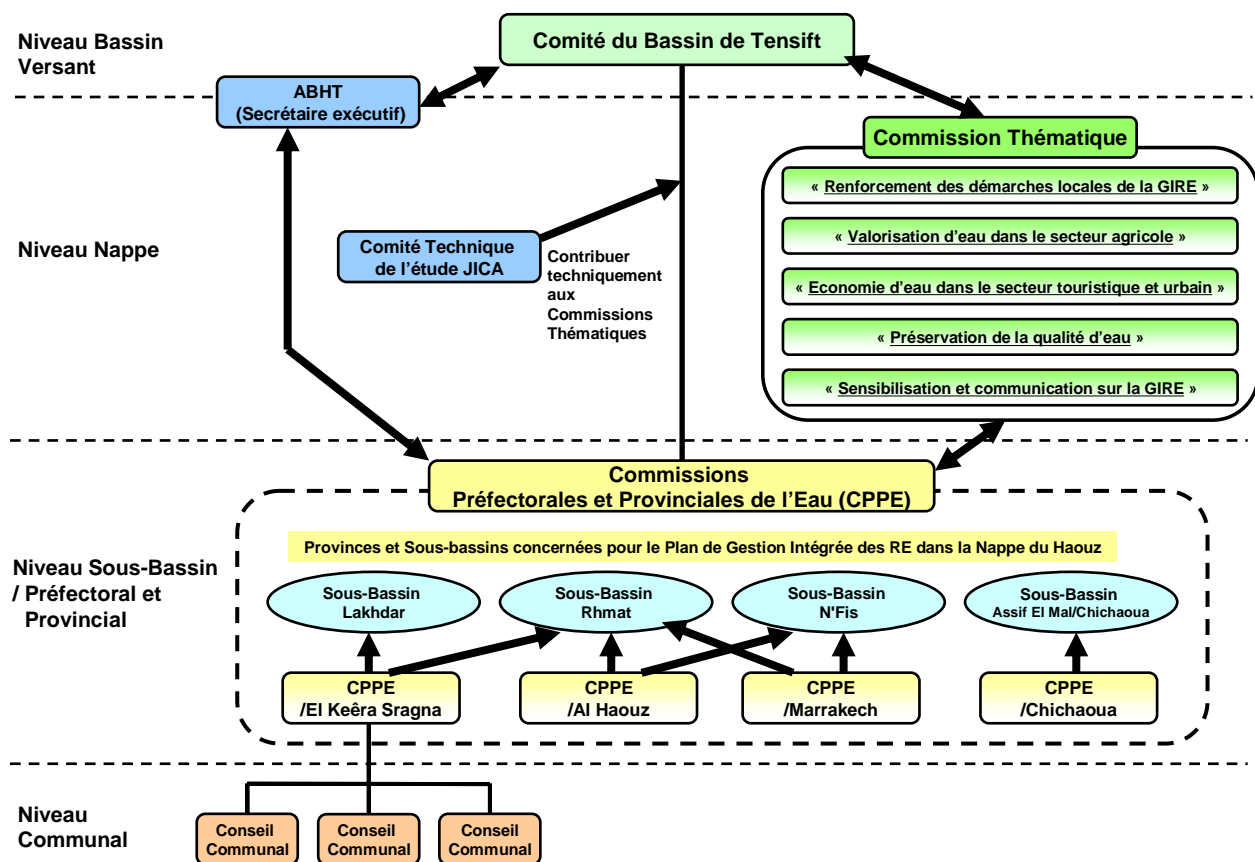 Niveau Bassin
Versant
Comité du Bassin de Tensift
ABHT
(Secrétaire exécutif)
Commission Thématique
« Renforcement des démarches locales de la GIRE »
« Valorisation d'eau dans le secteur agricole »
« Economie d'eau dans le secteur touristique et urbain »
« Préservation de la qualité d'eau »
« Sensibilisation et communication sur la GIRE »
Niveau Nappe
Comité Technique
de l'étude JICA
Contribuer
techniquement
aux
Commissions
Thématiques
Commissions
Préfectorales et Provinciales de l'Eau (CPPE)
Provinces et Sous-bassins concernées pour le Plan de Gestion Intégrée des RE dans la Nappe du Haouz
Niveau Sous-Bassin
/ Préfectoral et
Provincial
Sous-Bassin
Lakhdar
Sous-Bassin
Rhmat
Sous-Bassin
N'Fis
Sous-Bassin
Assif El Mal/Chichaoua
CPPE
/El Keêra Sragna
CPPE
/Al Haouz
CPPE
/Marrakech
CPPE
/Chichaoua
Niveau
Communal
Conseil
Communal
Conseil
Communal
Conseil
Communal